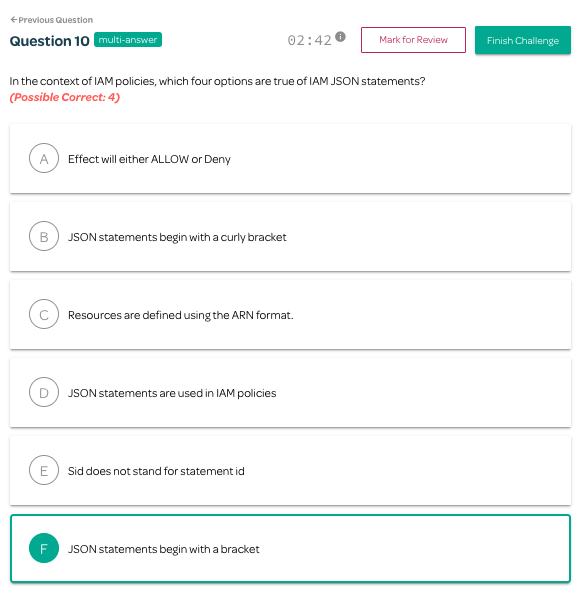 ←Previous Question
Question 10 multi-answer
02:42
Mark for Review
Finish Challenge
In the context of IAM policies, which four options are true of IAM JSON statements?
(Possible Correct: 4)
A Effect will either ALLOW or Deny
B JSON statements begin with a curly bracket
C Resources are defined using the ARN format.
D JSON statements are used in IAM policies
E Sid does not stand for statement id
F JSON statements begin with a bracket